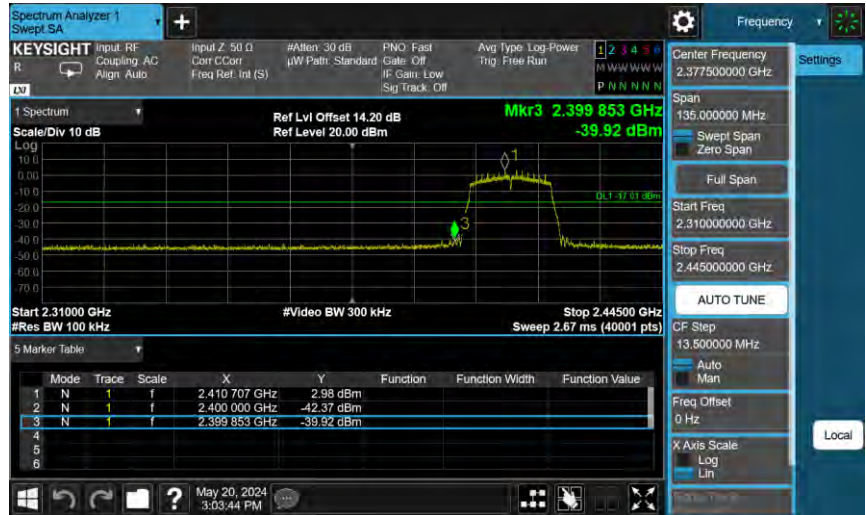 Spectrum Analyzer 1
Swept SA
+
Frequency
KEYSIGHT
R
LXI
Input: RF
Coupling: AC
Align: Auto
Input Z: 50 Ω
Corr CCorr
Freq Ref: Int (S)
#Atten: 30 dB
µW Path: Standard
PNO: Fast
Gate: Off
IF Gain: Low
Sig Track: Off
Avg Type: Log-Power
Trig: Free Run
1 2 3 4 5 6
M W W W W W
P N N N N N
1 Spectrum
Scale/Div 10 dB
Ref Lvl Offset 14.20 dB
Ref Level 20.00 dBm
Mkr3 2.399 853 GHz
-39.92 dBm
Log
10.0
0.00
-10.0
-20.0
-30.0
-40.0
-50.0
-60.0
-70.0
1
3
DL1 -17.01 dBm
Start 2.31000 GHz
#Res BW 100 kHz
#Video BW 300 kHz
Stop 2.44500 GHz
Sweep 2.67 ms (40001 pts)
5 Marker Table
Mode Trace Scale X Y Function Function Width Function Value
1 N 1 f 2.410 707 GHz 2.98 dBm
2 N 1 f 2.400 000 GHz -42.37 dBm
3 N 1 f 2.399 853 GHz -39.92 dBm
4
5
6
?
May 20, 2024
3:03:44 PM
Center Frequency
2.377500000 GHz
Span
135.000000 MHz
Swept Span
Zero Span
Full Span
Start Freq
2.310000000 GHz
Stop Freq
2.445000000 GHz
AUTO TUNE
CF Step
13.500000 MHz
Auto
Man
Freq Offset
0 Hz
X Axis Scale
Log
Lin
Settings
Local